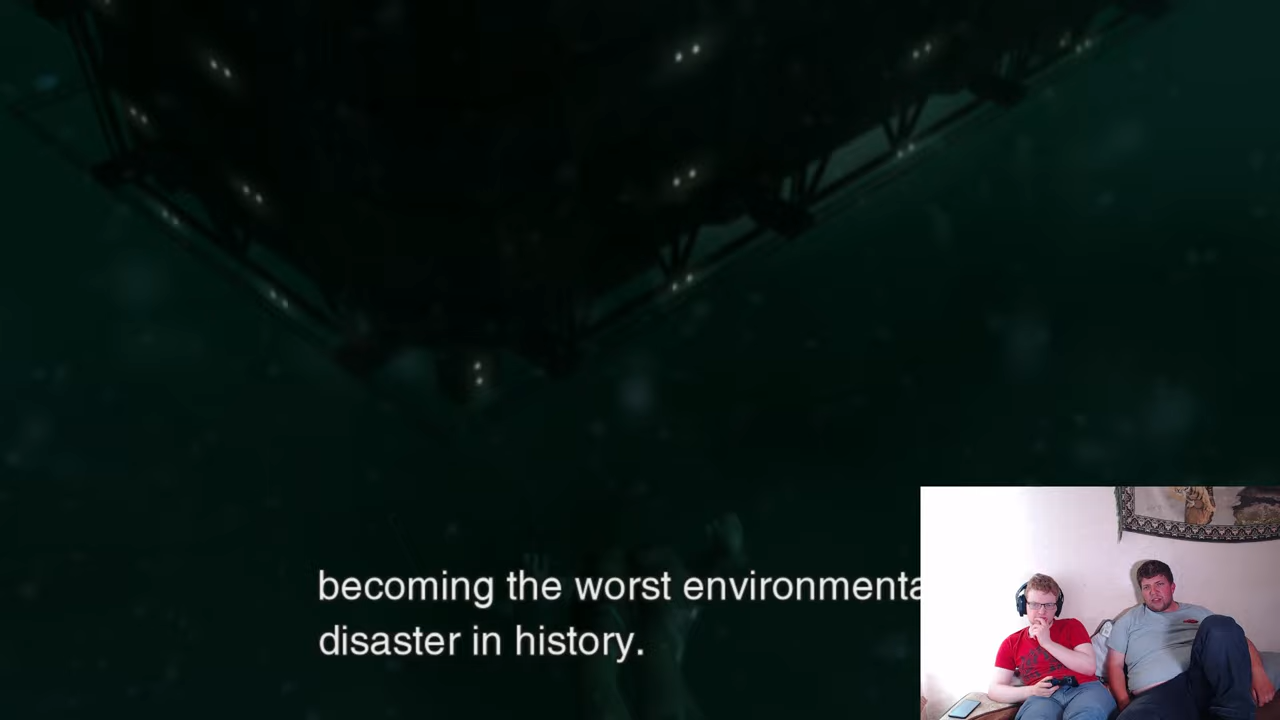 becoming the worst environmenta
disaster in history.